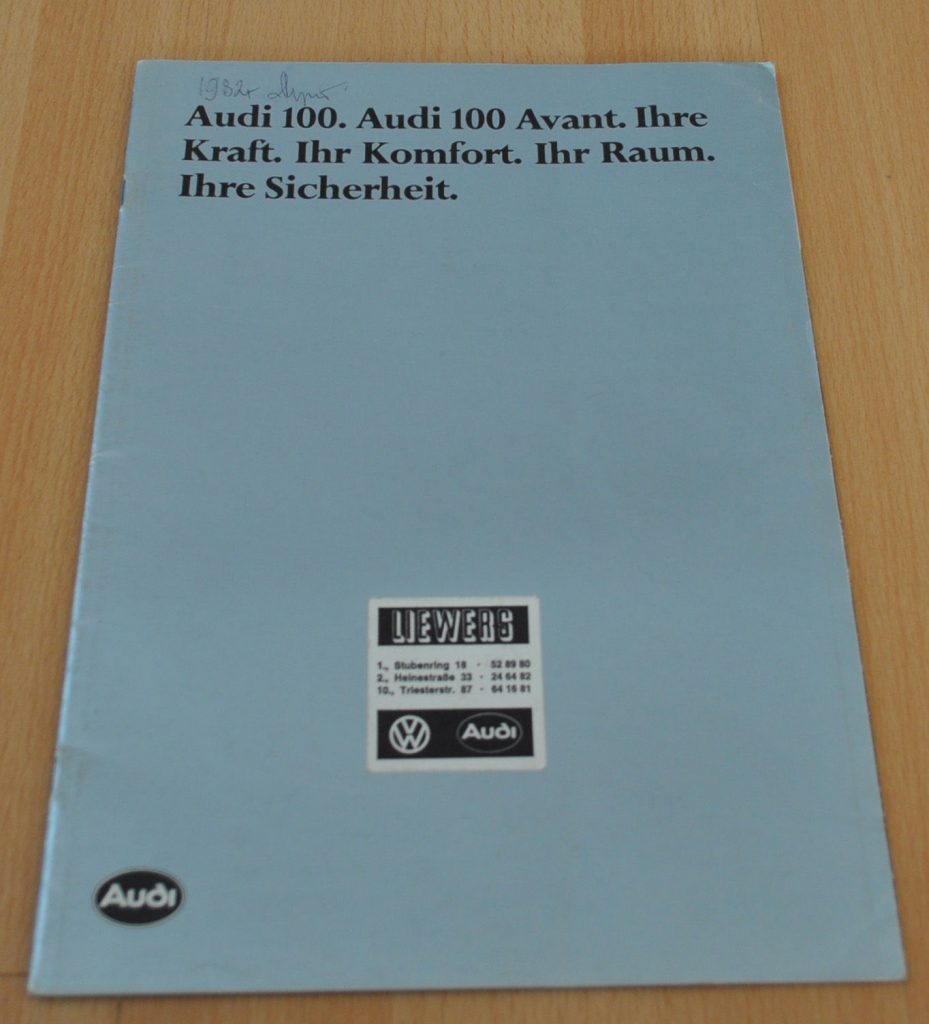 Audi 100. Audi 100 Avant. Ihre
Kraft. Ihr Komfort. Ihr Raum.
Ihre Sicherheit.
LIEWERS
1., Stubenring 18 - 52 89 80
2., Heinestraße 33 - 24 64 82
10., Triesterstr. 87 - 64 16 81
VW Audi
Audi